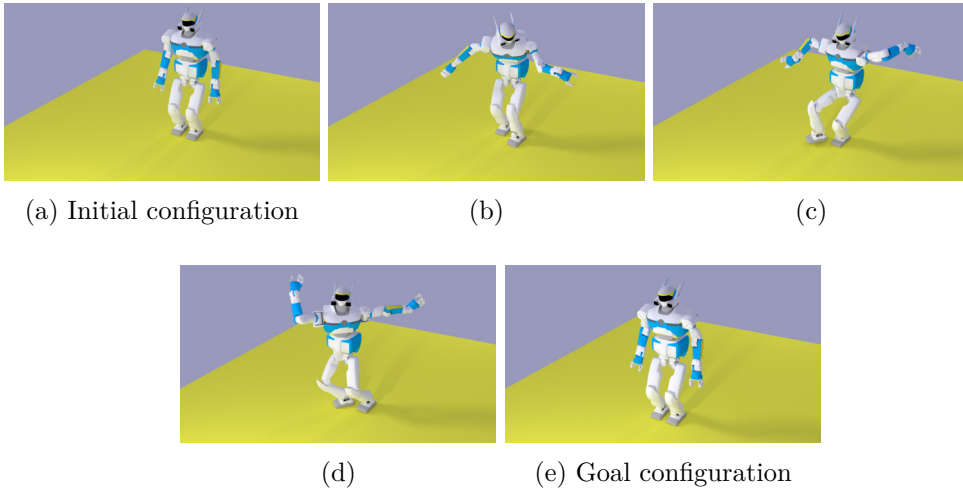 (a) Initial configuration
(b)
(c)
(d)
(e) Goal configuration